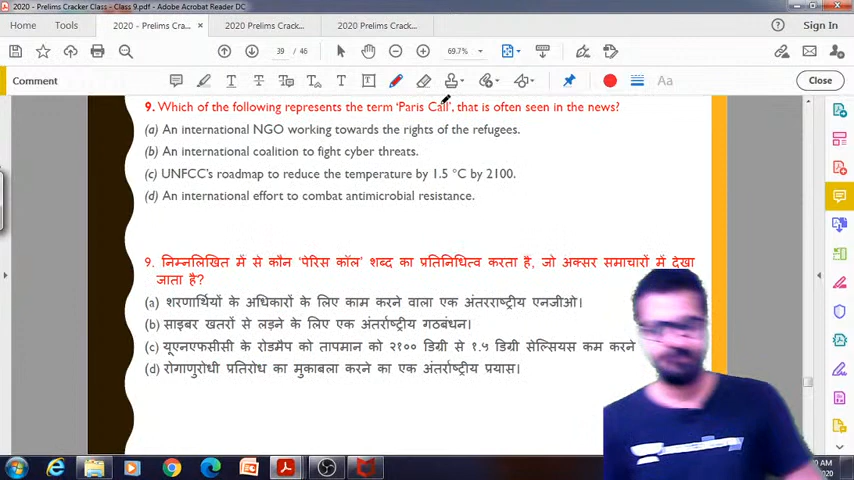 2020 - Prelims Cracker Class - Class 9.pdf - Adobe Acrobat Reader DC
Home Tools 2020 - Prelims Cra... × 2020 - Prelims Crack... 2020 - Prelims Crack... Sign In
39 / 46 69.7%
Comment Aa Close
9. Which of the following represents the term ‘Paris Call’, that is often seen in the news?
(a) An international NGO working towards the rights of the refugees.
(b) An international coalition to fight cyber threats.
(c) UNFCC’s roadmap to reduce the temperature by 1.5 °C by 2100.
(d) An international effort to combat antimicrobial resistance.
9. निम्नलिखित में से कौन ‘पेरिस कॉल’ शब्द का प्रतिनिधित्व करता है, जो अक्सर समाचारों में देखा
जाता है?
(a) शरणार्थियों के अधिकारों के लिए काम करने वाला एक अंतरराष्ट्रीय एनजीओ।
(b) साइबर खतरों से लड़ने के लिए एक अंतर्राष्ट्रीय गठबंधन।
(c) यूएनएफसीसी के रोडमैप को तापमान को २१०० डिग्री से १.५ डिग्री सेल्सियस कम करने
(d) रोगाणुरोधी प्रतिरोध का मुकाबला करने का एक अंतर्राष्ट्रीय प्रयास।